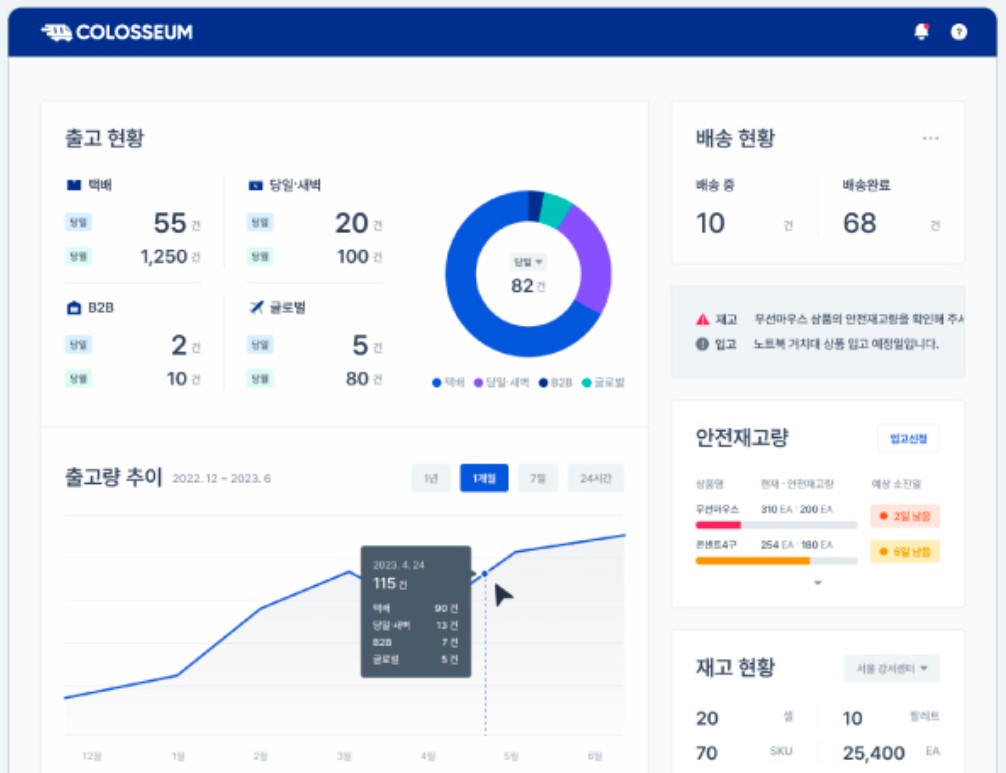 COLOSSEUM
출고 현황
택배
당일 55 건
당월 1,250 건
당일·새벽
당일 20 건
당월 100 건
B2B
당일 2 건
당월 10 건
글로벌
당일 5 건
당월 80 건
당일
82 건
택배 당일·새벽 B2B 글로벌
출고량 추이 2022. 12 ~ 2023. 6
1년 1개월 7일 24시간
2023. 4. 24
115 건
택배 90 건
당일·새벽 13 건
B2B 7 건
글로벌 5 건
12월 1월 2월 3월 4월 5월 6월
배송 현황
배송 중 배송완료
10 건 68 건
재고 무선마우스 상품의 안전재고량을 확인해 주
입고 노트북 거치대 상품 입고 예정일입니다.
안전재고량 입고신청
상품명 현재 · 안전재고량 예상 소진일
무선마우스 310 EA · 200 EA 2일 남음
콘센트4구 254 EA · 180 EA 5일 남음
재고 현황 서울 강서센터
20 셀 10 팔레트
70 SKU 25,400 EA